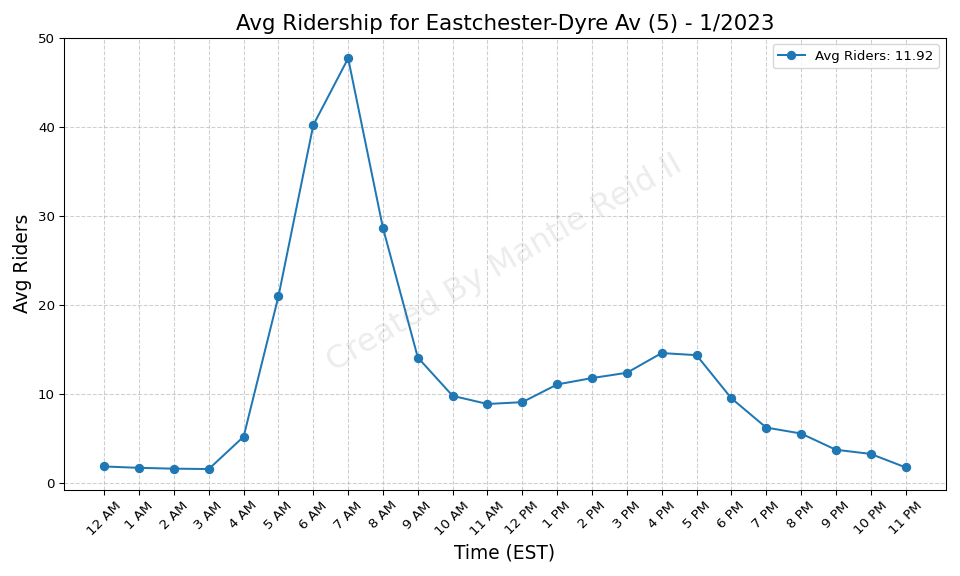 Avg Ridership for Eastchester-Dyre Av (5) - 1/2023
Avg Riders: 11.92
50
40
30
20
10
0
Avg Riders
Created By Mantie Reid II
12 AM
1 AM
2 AM
3 AM
4 AM
5 AM
6 AM
7 AM
8 AM
9 AM
10 AM
11 AM
12 PM
1 PM
2 PM
3 PM
4 PM
5 PM
6 PM
7 PM
8 PM
9 PM
10 PM
11 PM
Time (EST)